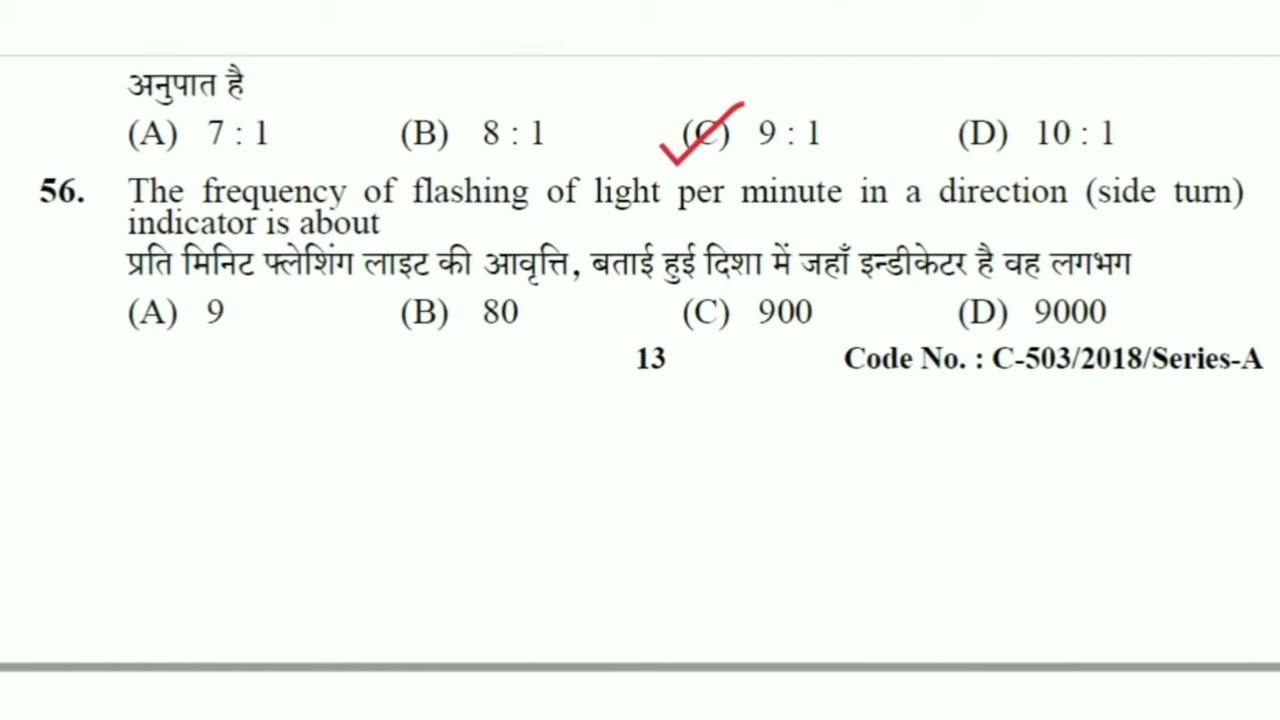 अनुपात है
(A) 7 : 1 (B) 8 : 1 (C) 9 : 1 (D) 10 : 1
56. The frequency of flashing of light per minute in a direction (side turn)
indicator is about
प्रति मिनिट फ्लेशिंग लाइट की आवृत्ति, बताई हुई दिशा में जहाँ इन्डीकेटर है वह लगभग
(A) 9 (B) 80 (C) 900 (D) 9000
13 Code No. : C-503/2018/Series-A